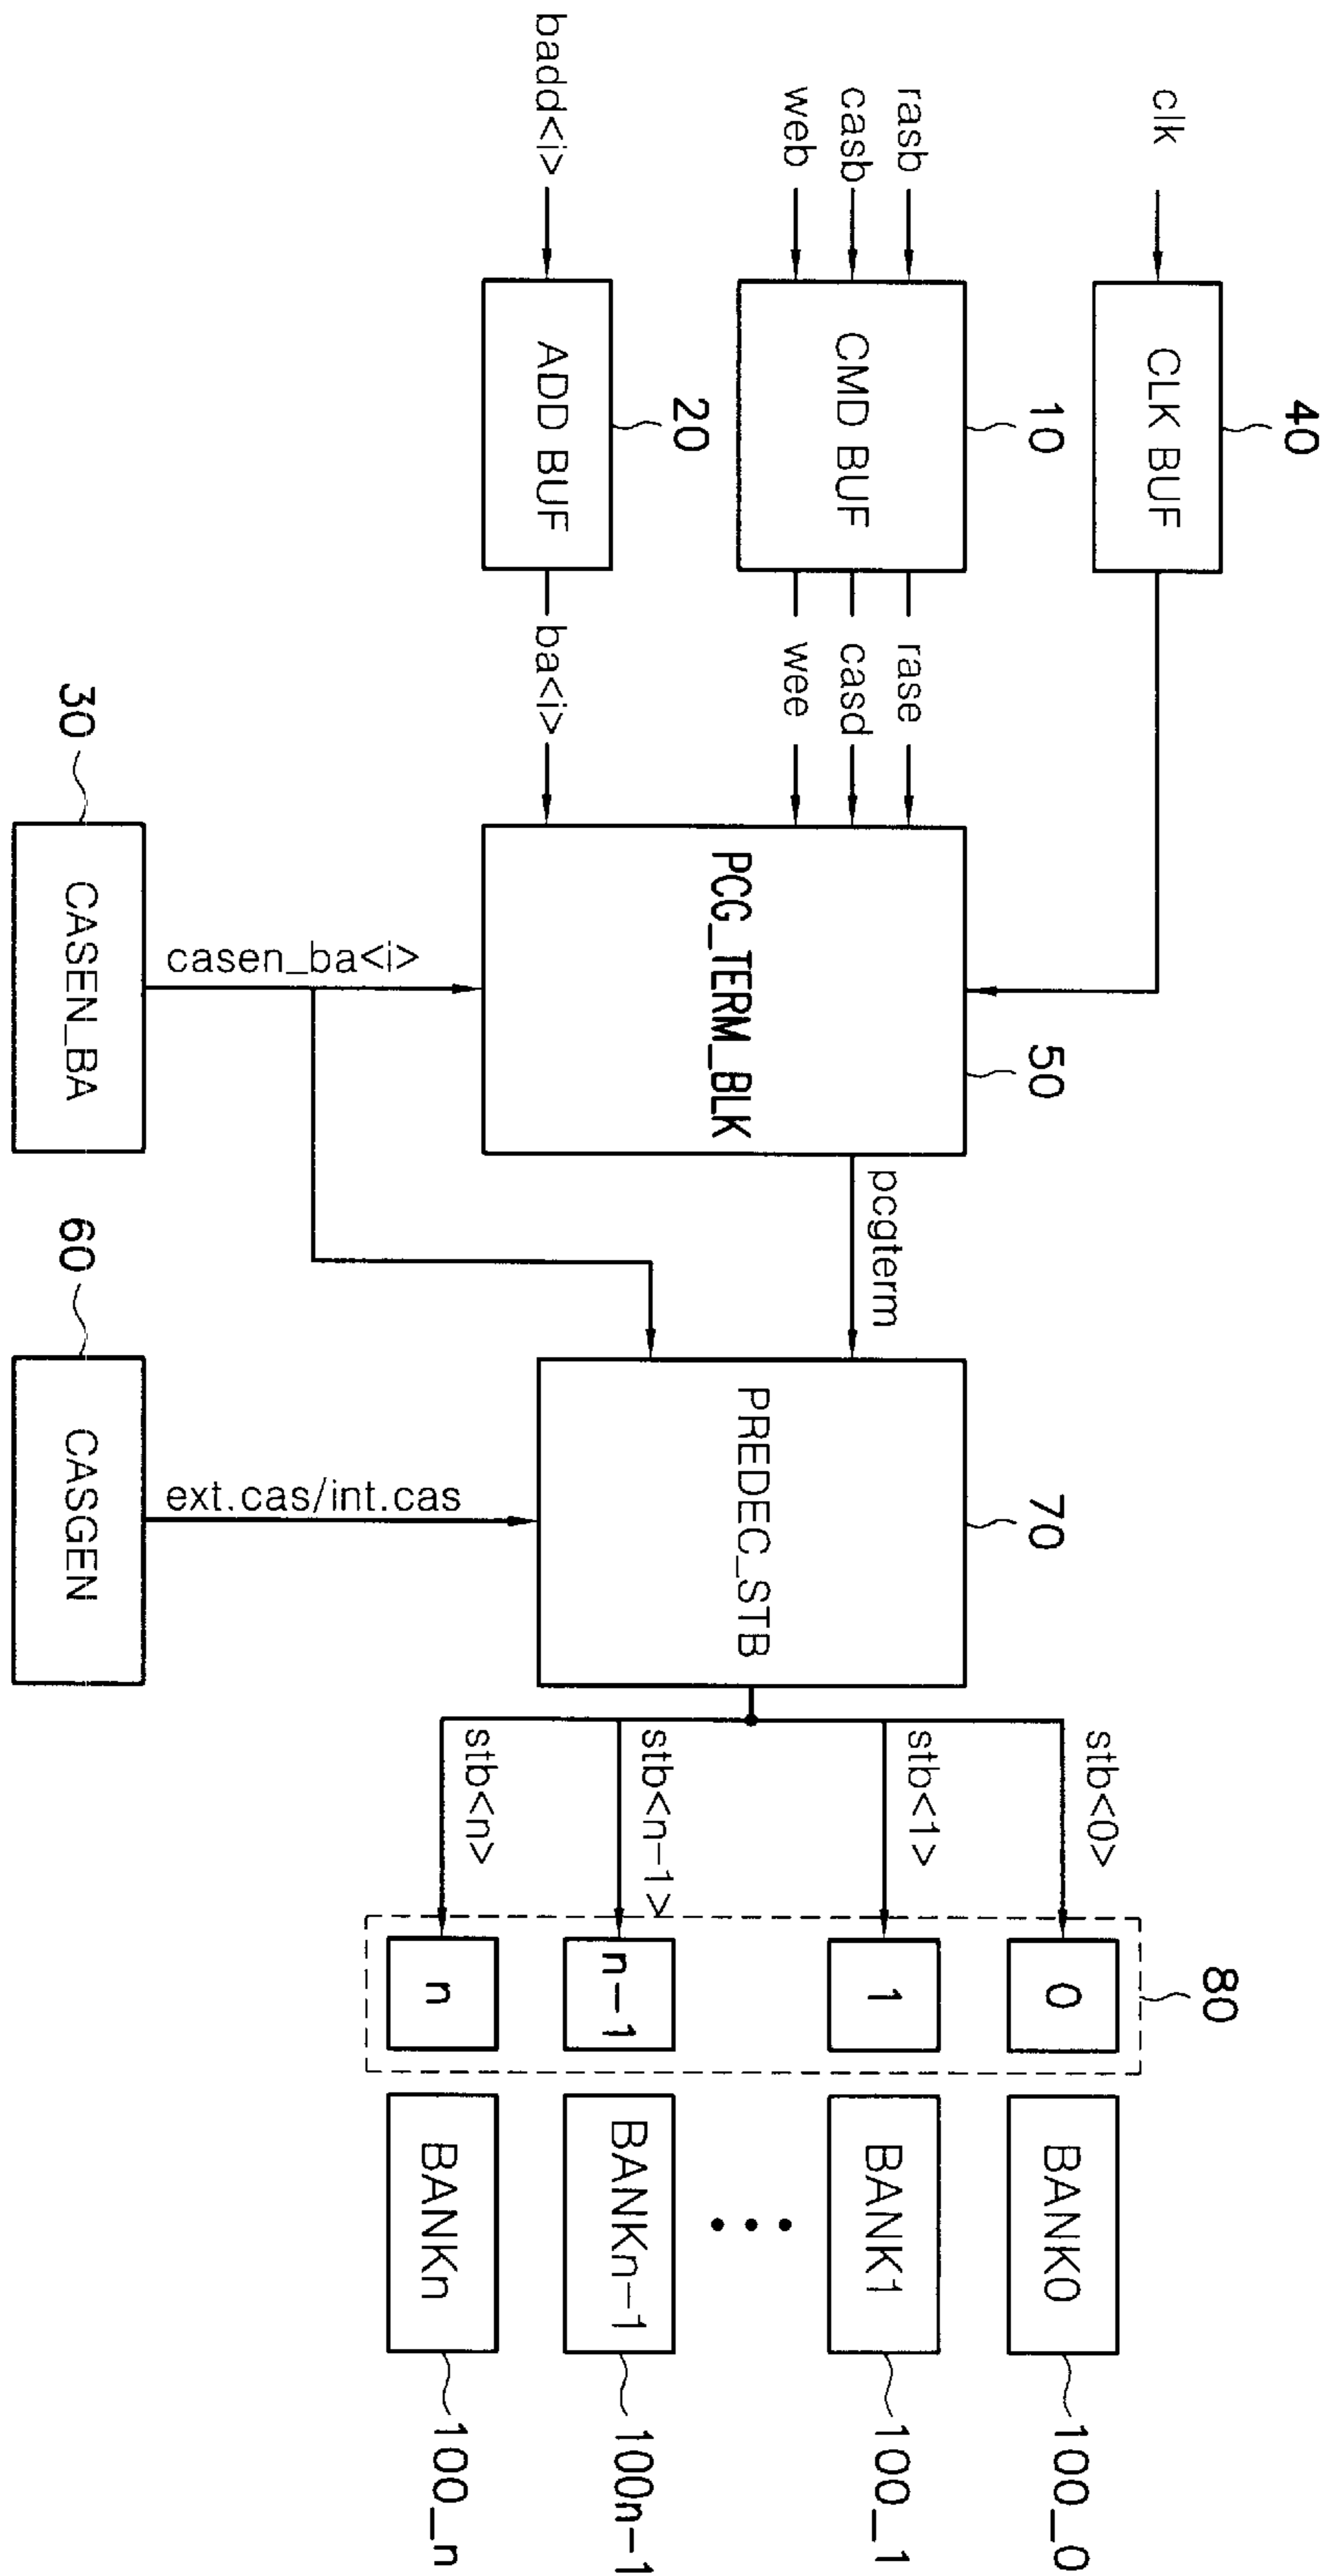 40
clk
CLK BUF
10
rasb
casb
web
CMD BUF
rase
casd
wee
20
badd<i>
ADD BUF
ba<i>
50
PCG_TERM_BLK
pcgterm
30
CASEN_BA
casen_ba<i>
60
CASGEN
ext.cas/int.cas
70
PREDEC_STB
stb<0>
stb<1>
stb<n-1>
stb<n>
80
0
1
n-1
n
BANK0
BANK1
BANKn-1
BANKn
100_0
100_1
100n-1
100_n